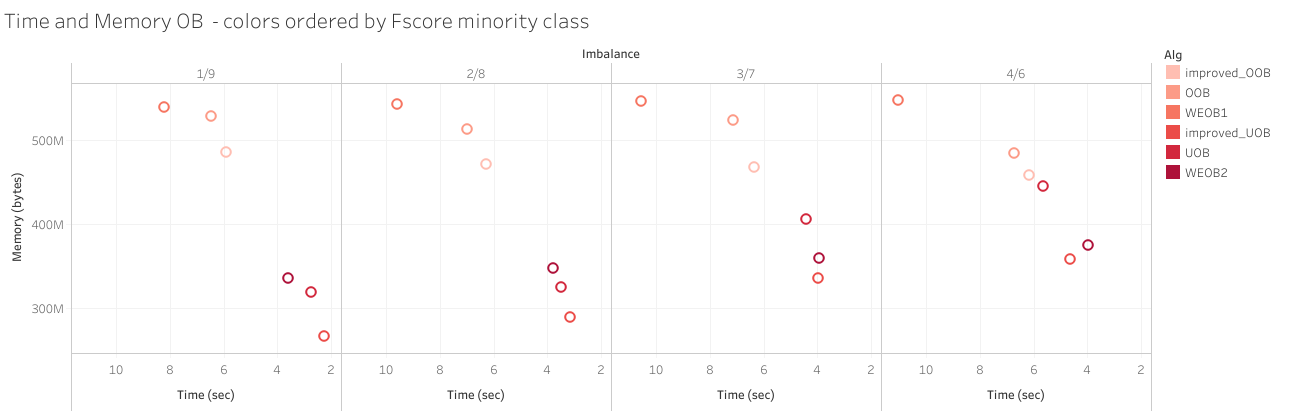 Time and Memory OB - colors ordered by Fscore minority class
Imbalance
1/9 2/8 3/7 4/6
Memory (bytes)
500M
400M
300M
10 8 6 4 2 10 8 6 4 2 10 8 6 4 2 10 8 6 4 2
Time (sec) Time (sec) Time (sec) Time (sec)
Alg
improved_OOB
OOB
WEOB1
improved_UOB
UOB
WEOB2